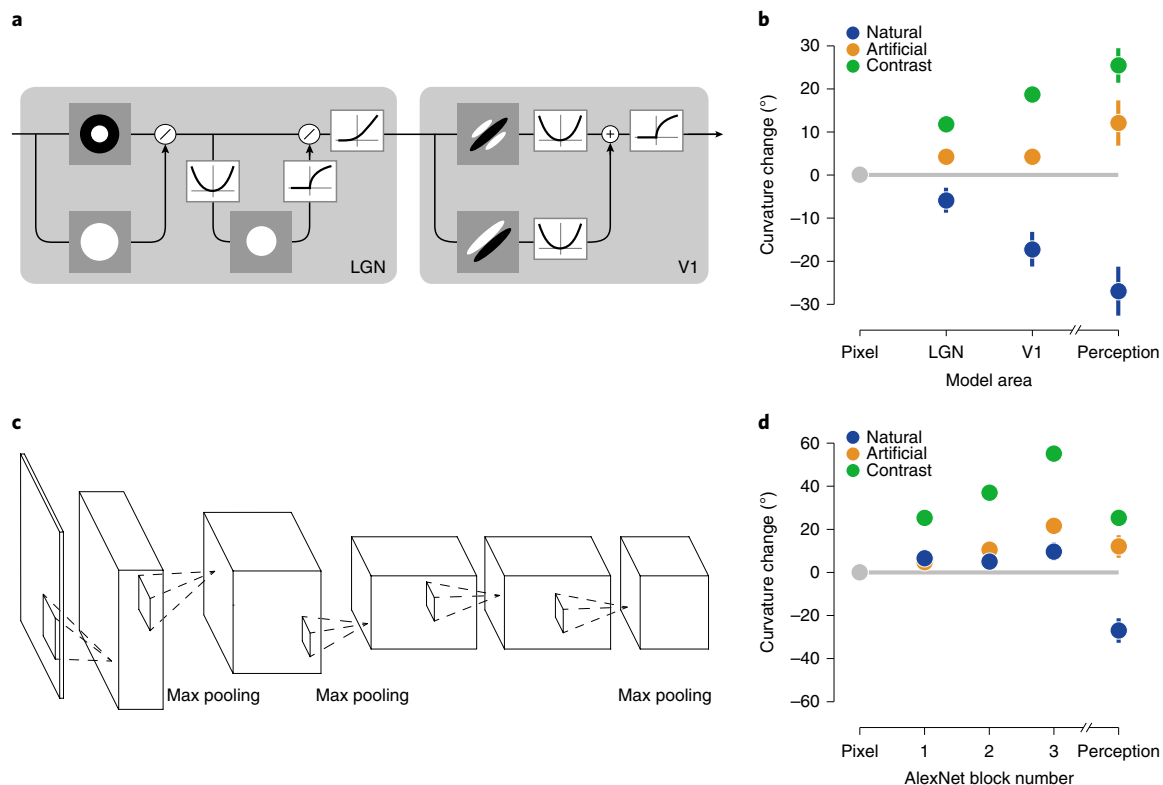 a
LGN
V1
b
Natural
Artificial
Contrast
30
20
10
0
–10
–20
–30
Curvature change (°)
Pixel
LGN
V1
Perception
Model area
c
Max pooling
Max pooling
Max pooling
d
Natural
Artificial
Contrast
60
40
20
0
–20
–40
–60
Curvature change (°)
Pixel
1
2
3
Perception
AlexNet block number